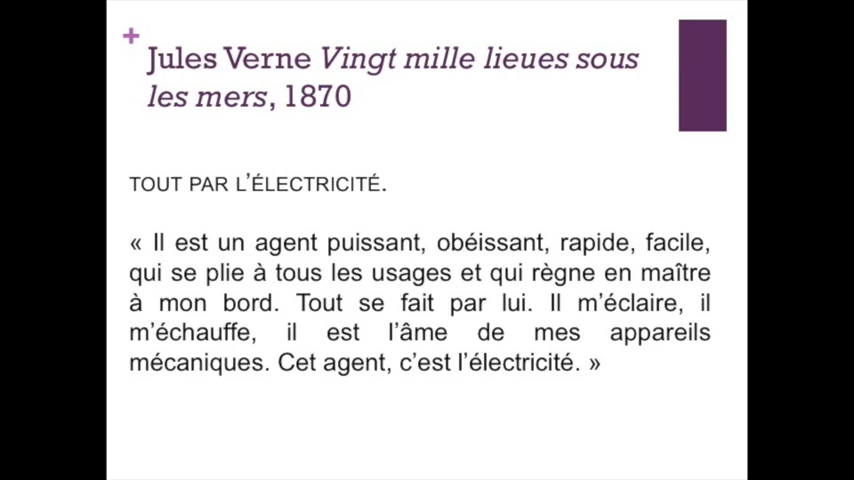 +
Jules Verne Vingt mille lieues sous
les mers, 1870
TOUT PAR L’ÉLECTRICITÉ.
« Il est un agent puissant, obéissant, rapide, facile,
qui se plie à tous les usages et qui règne en maître
à mon bord. Tout se fait par lui. Il m’éclaire, il
m’échauffe, il est l’âme de mes appareils
mécaniques. Cet agent, c’est l’électricité. »